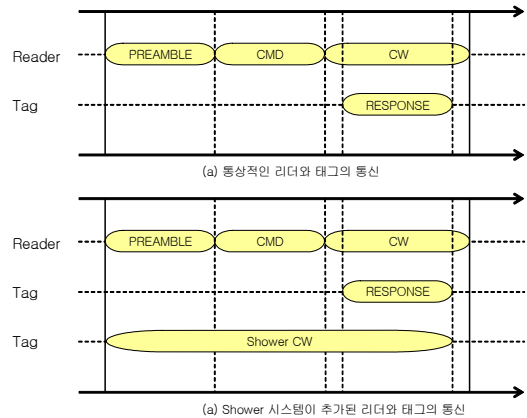 Reader PREAMBLE CMD CW
Tag RESPONSE
(a) 통상적인 리더와 태그의 통신
Reader PREAMBLE CMD CW
Tag RESPONSE
Tag Shower CW
(a) Shower 시스템이 추가된 리더와 태그의 통신